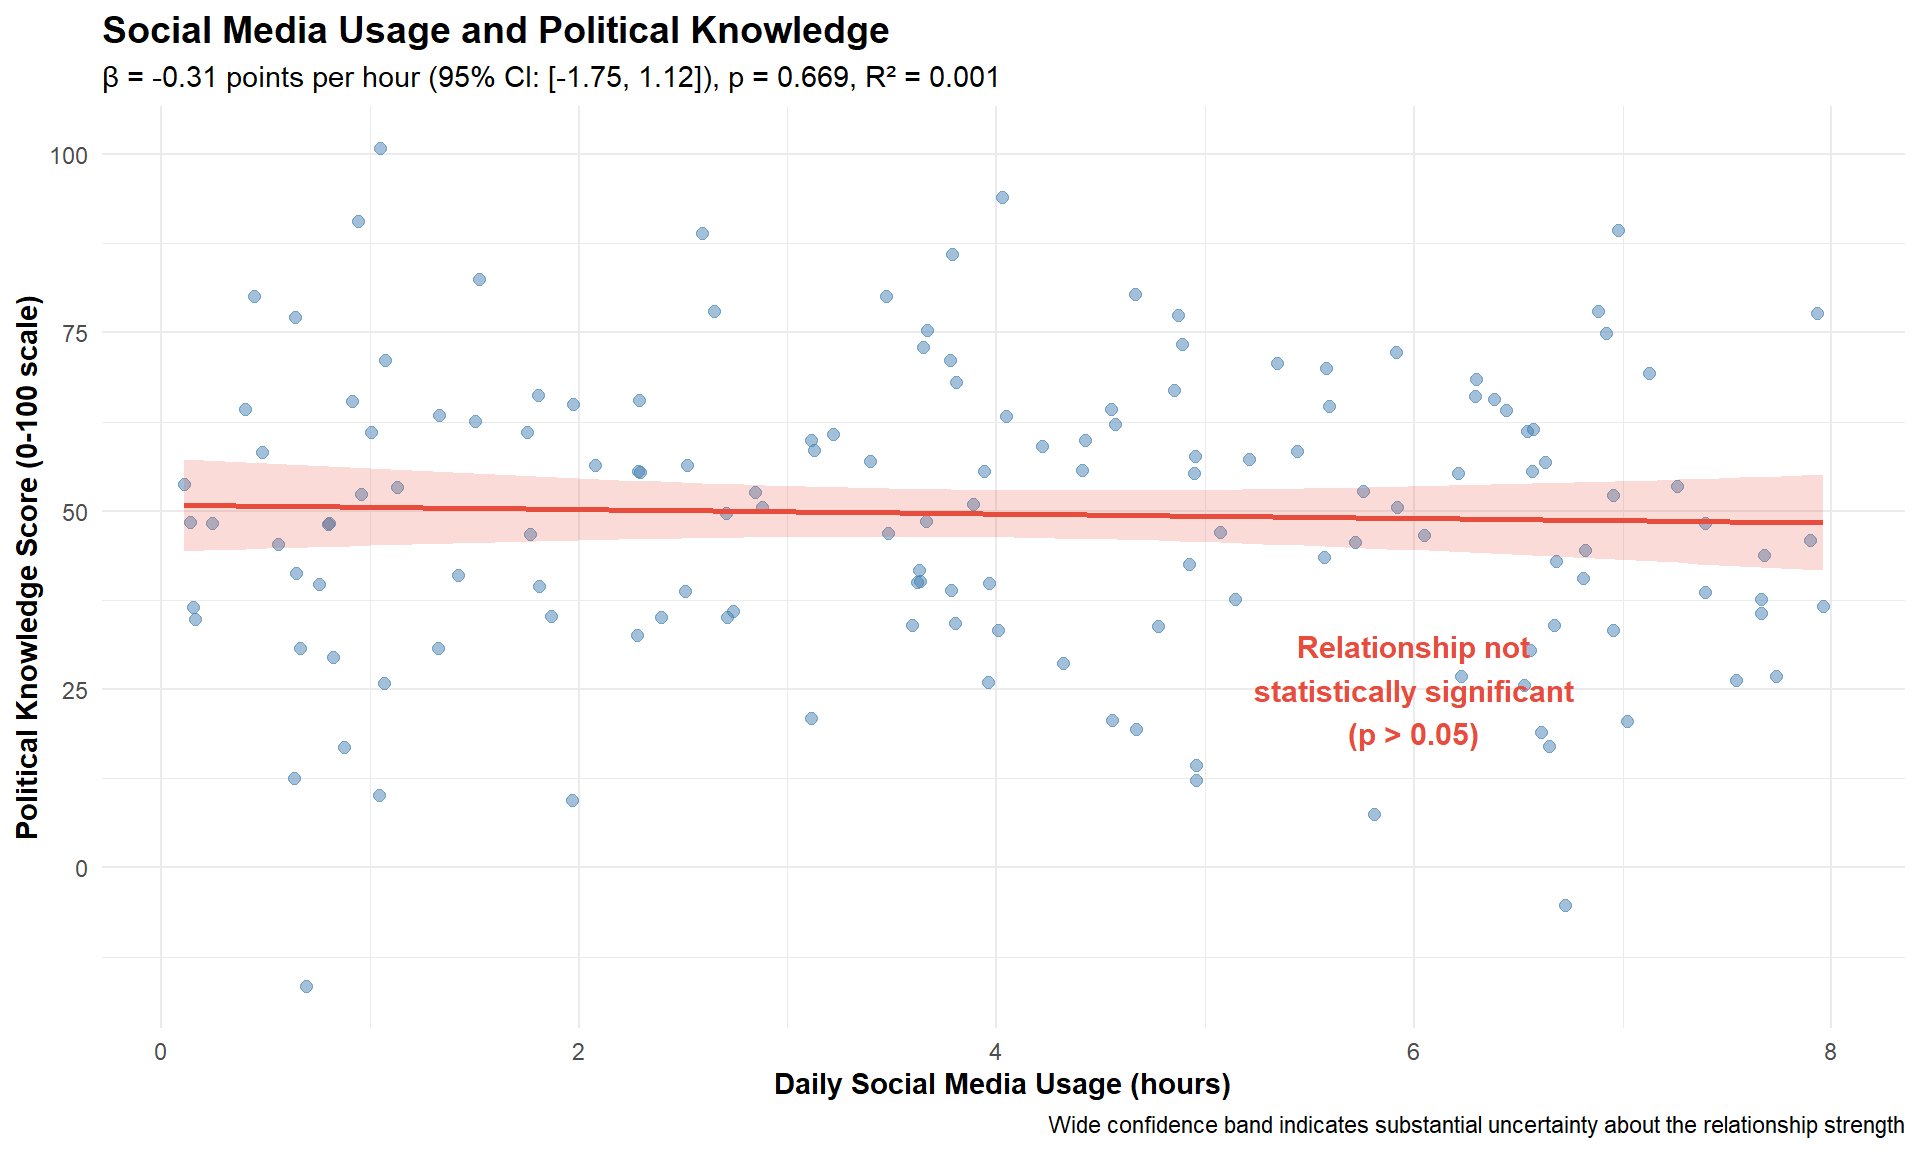 Social Media Usage and Political Knowledge
β = -0.31 points per hour (95% CI: [-1.75, 1.12]), p = 0.669, R² = 0.001
Political Knowledge Score (0-100 scale)
100
75
50
25
0
Relationship not
statistically significant
(p > 0.05)
0
2
4
6
8
Daily Social Media Usage (hours)
Wide confidence band indicates substantial uncertainty about the relationship strength